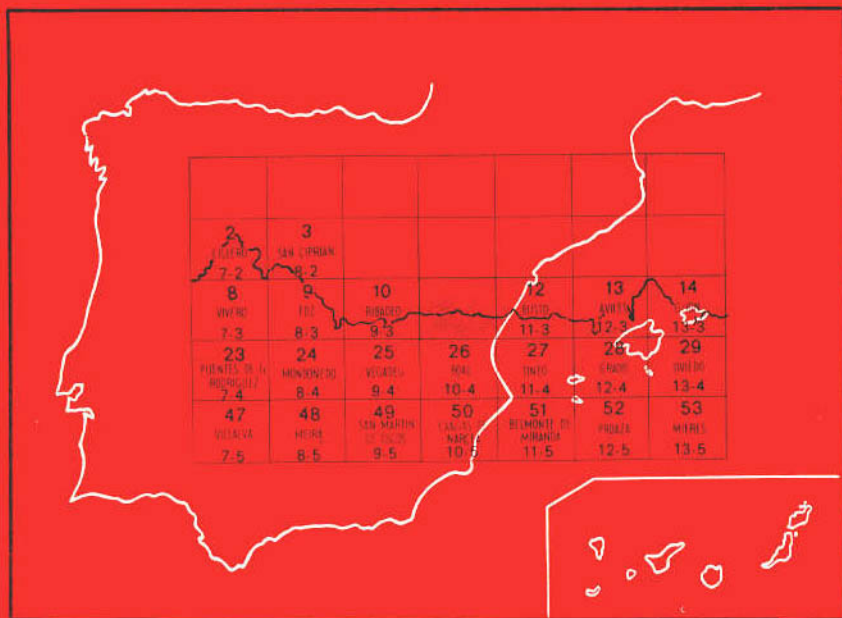 2
7-2
3
SAN CIPRIAN
8-2
8
VIVERO
7-3
9
FOZ
8-3
10
RIBADEO
9-3
12
BUSTO
11-3
13
AVILES
12-3
14
13-3
23
PUENTES DE G.
RODRIGUEZ
7-4
24
MONDOÑEDO
8-4
25
VEGADEO
9-4
26
BOAL
10-4
27
TINEO
11-4
28
GRADO
12-4
29
OVIEDO
13-4
47
VILLALVA
7-5
48
MEIRA
8-5
49
SAN MARTIN
DE OSCOS
9-5
50
CANGAS
NARCEA
10-5
51
BELMONTE DE
MIRANDA
11-5
52
PROAZA
12-5
53
MIERES
13-5